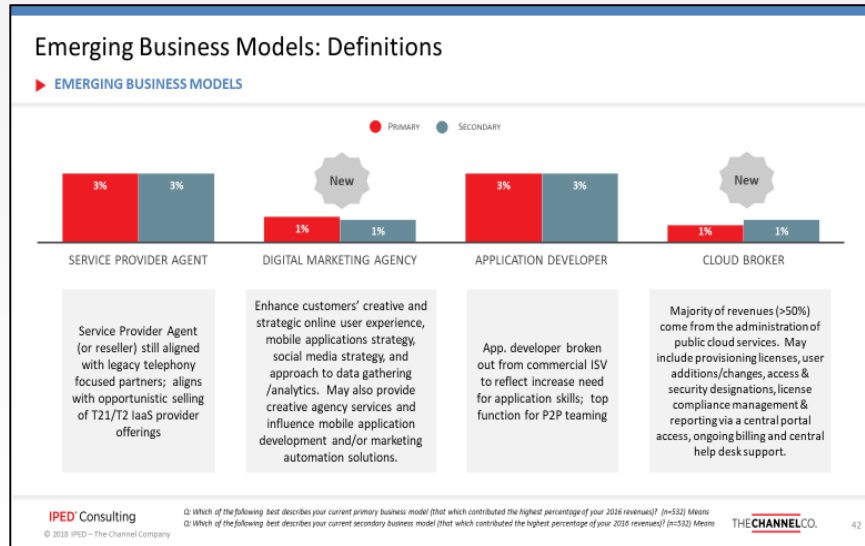 Emerging Business Models: Definitions
EMERGING BUSINESS MODELS
PRIMARY SECONDARY
3% 3%
New
1% 1%
3% 3%
New
1% 1%
SERVICE PROVIDER AGENT
DIGITAL MARKETING AGENCY
APPLICATION DEVELOPER
CLOUD BROKER
Service Provider Agent
(or reseller) still aligned
with legacy telephony
focused partners; aligns
with opportunistic selling
of T21/T2 IaaS provider
offerings
Enhance customers' creative and
strategic online user experience,
mobile applications strategy,
social media strategy, and
approach to data gathering
/analytics. May also provide
creative agency services and
influence mobile application
development and/or marketing
automation solutions.
App. developer broken
out from commercial ISV
to reflect increase need
for application skills; top
function for P2P teaming
Majority of revenues (>50%)
come from the administration of
public cloud services. May
include provisioning licenses, user
additions/changes, access &
security designations, license
compliance management &
reporting via a central portal
access, ongoing billing and central
help desk support.
IPED® Consulting
© 2018 IPED – The Channel Company
Q: Which of the following best describes your current primary business model (that which contributed the highest percentage of your 2016 revenues)? (n=532) Means
Q: Which of the following best describes your current secondary business model (that which contributed the highest percentage of your 2016 revenues)? (n=532) Means
THECHANNELCO.
42